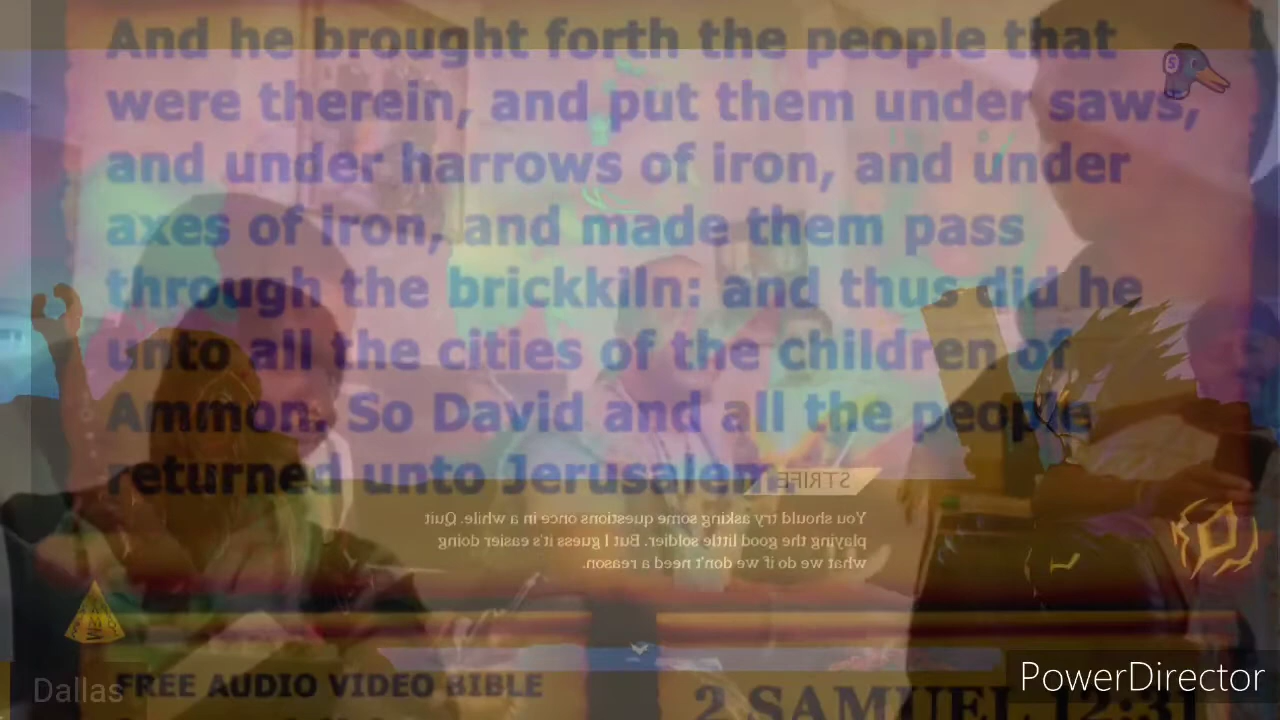 And he brought forth the people that
were therein, and put them under saws,
and under harrows of iron, and under
axes of iron, and made them pass
through the brickkiln: and thus did he
unto all the cities of the children of
Ammon. So David and all the people
returned unto Jerusalem.
STRIFE
You should try asking some questions once in a while. Quit
playing the good little soldier. But I guess it's easier doing
what we do if we don't need a reason.
Dallas
FREE AUDIO VIDEO BIBLE
2 SAMUEL 12:31
PowerDirector